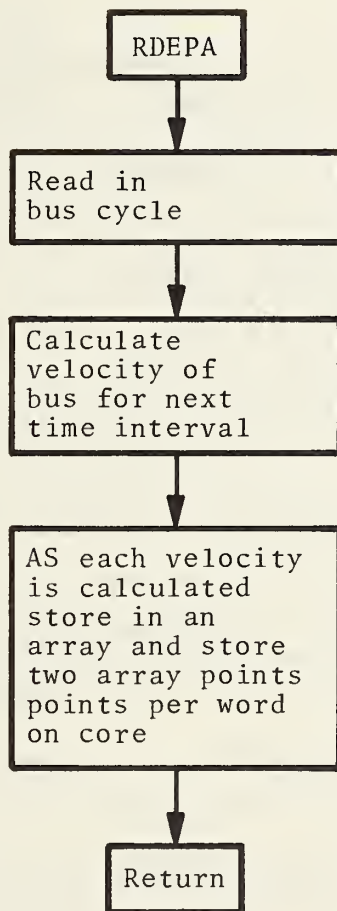 RDEPA
Read in
bus cycle
Calculate
velocity of
bus for next
time interval
AS each velocity
is calculated
store in an
array and store
two array points
points per word
on core
Return